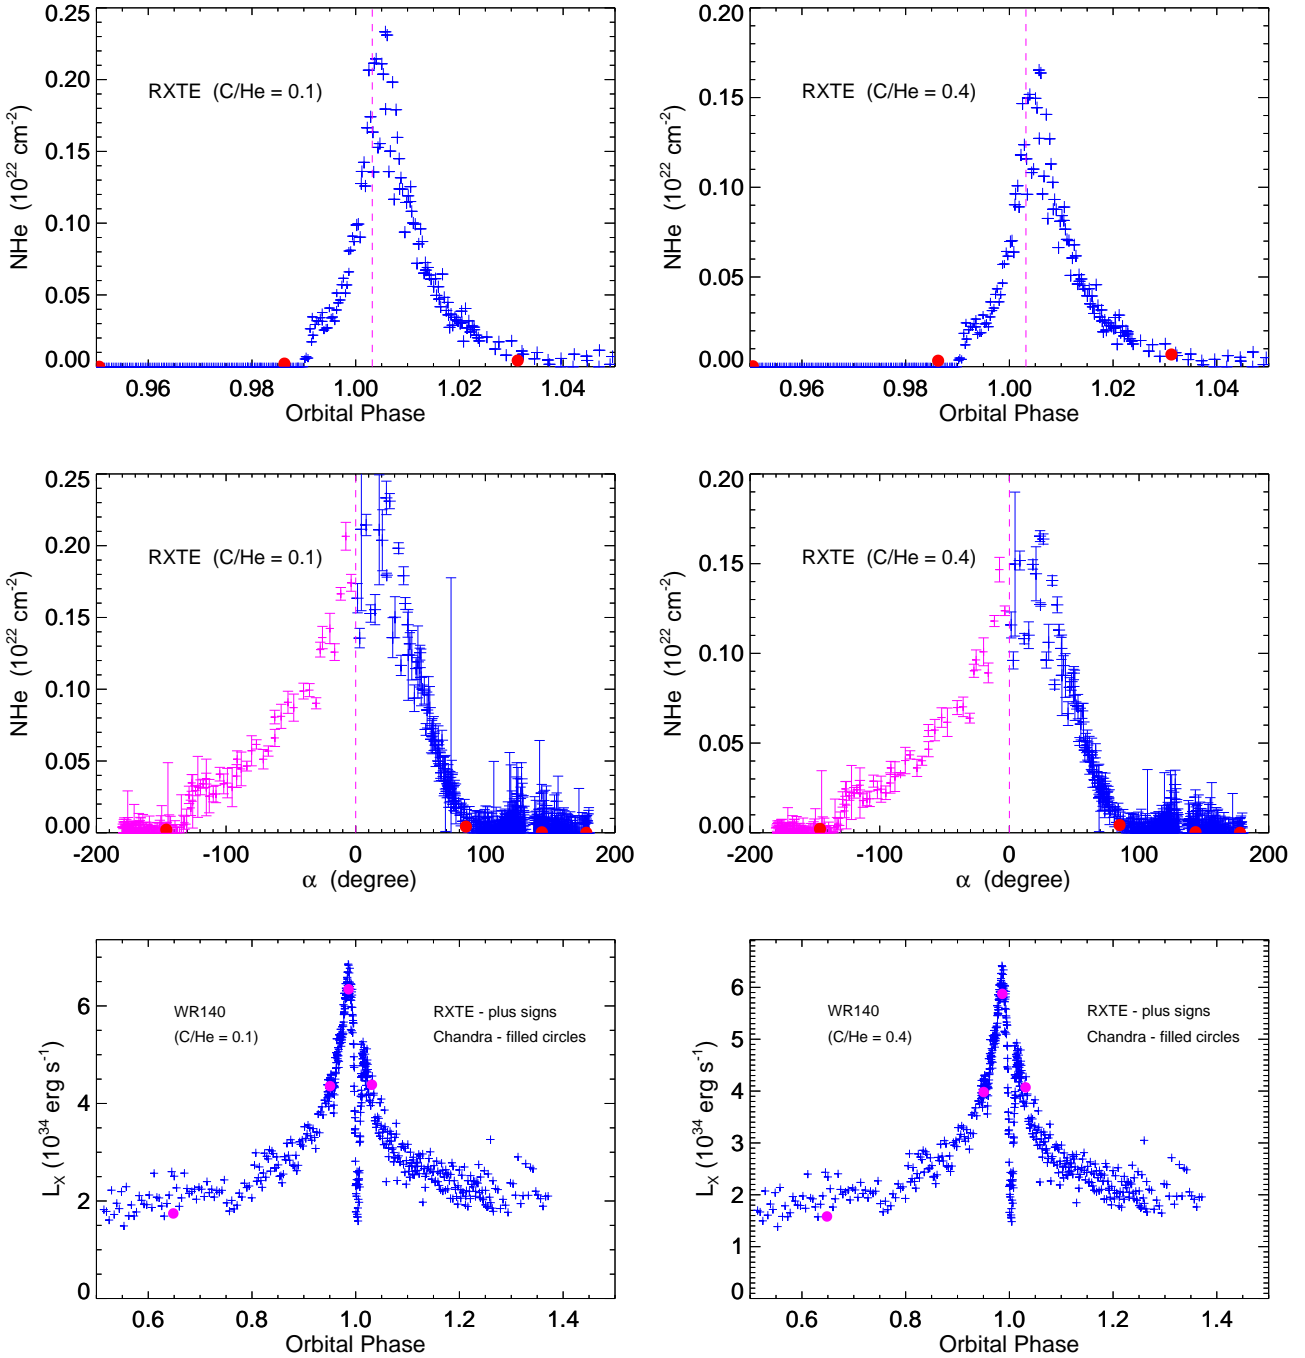 0.25
0.20
0.15
0.10
0.05
0.00
NHe (10^22 cm^-2)
RXTE (C/He = 0.1)
0.96 0.98 1.00 1.02 1.04
Orbital Phase
0.20
0.15
0.10
0.05
0.00
NHe (10^22 cm^-2)
RXTE (C/He = 0.4)
0.96 0.98 1.00 1.02 1.04
Orbital Phase
0.25
0.20
0.15
0.10
0.05
0.00
NHe (10^22 cm^-2)
RXTE (C/He = 0.1)
-200 -100 0 100 200
α (degree)
0.20
0.15
0.10
0.05
0.00
NHe (10^22 cm^-2)
RXTE (C/He = 0.4)
-200 -100 0 100 200
α (degree)
6
4
2
0
L_X (10^34 erg s^-1)
WR140
(C/He = 0.1)
RXTE - plus signs
Chandra - filled circles
0.6 0.8 1.0 1.2 1.4
Orbital Phase
6
5
4
3
2
1
0
L_X (10^34 erg s^-1)
WR140
(C/He = 0.4)
RXTE - plus signs
Chandra - filled circles
0.6 0.8 1.0 1.2 1.4
Orbital Phase